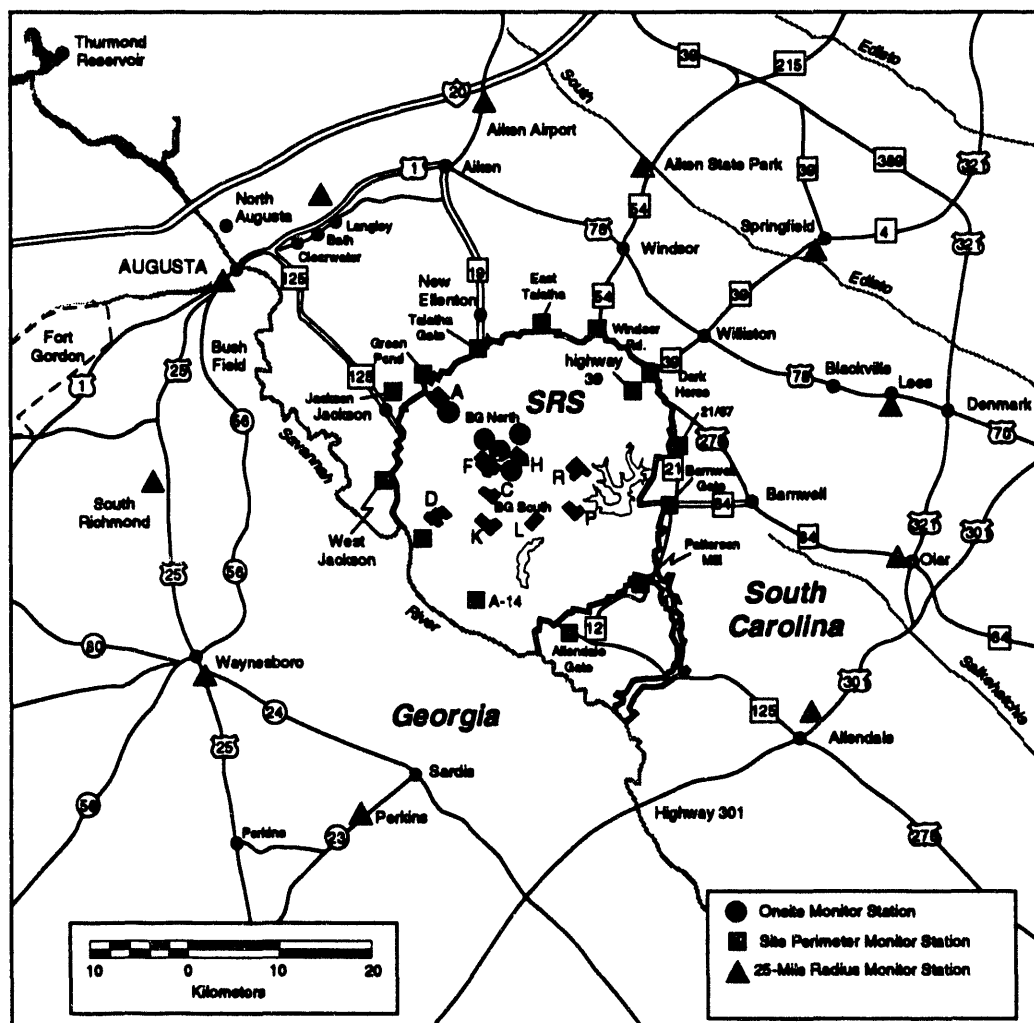 Thurmond
Reservoir
Edisto
39
215
20
South
Aiken Airport
1
Aiken
Aiken State Park
39
389
321
North
Augusta
Langley
Bath
Clearwater
54
78
Springfield
4
321
Windsor
AUGUSTA
125
19
New
Ellenton
East
Talatha
54
39
Edisto
Talatha
Gate
Fort
Gordon
Bush
Field
Green
Pond
Windsor
Rd.
highway
39
39
Williston
25
1
125
Jackson
Jackson
A
SRS
Dark
Horse
78
Blackville
Lees
Denmark
78
56
BG North
21/67
278
Savannah
F
H
R
21
Barnwell
Gate
South
Richmond
C
D
BG South
64
Barnwell
321
301
West
Jackson
K
L
P
64
Olar
25
56
Patterson
Mill
South
Carolina
A-14
River
12
64
80
Waynesboro
Allendale
Gate
Salkehatchie
301
24
Georgia
125
Allendale
25
Sardis
56
Perkins
Highway 301
Perkins
23
278
Onsite Monitor Station
Site Perimeter Monitor Station
25-Mile Radius Monitor Station
10 0 10 20
Kilometers